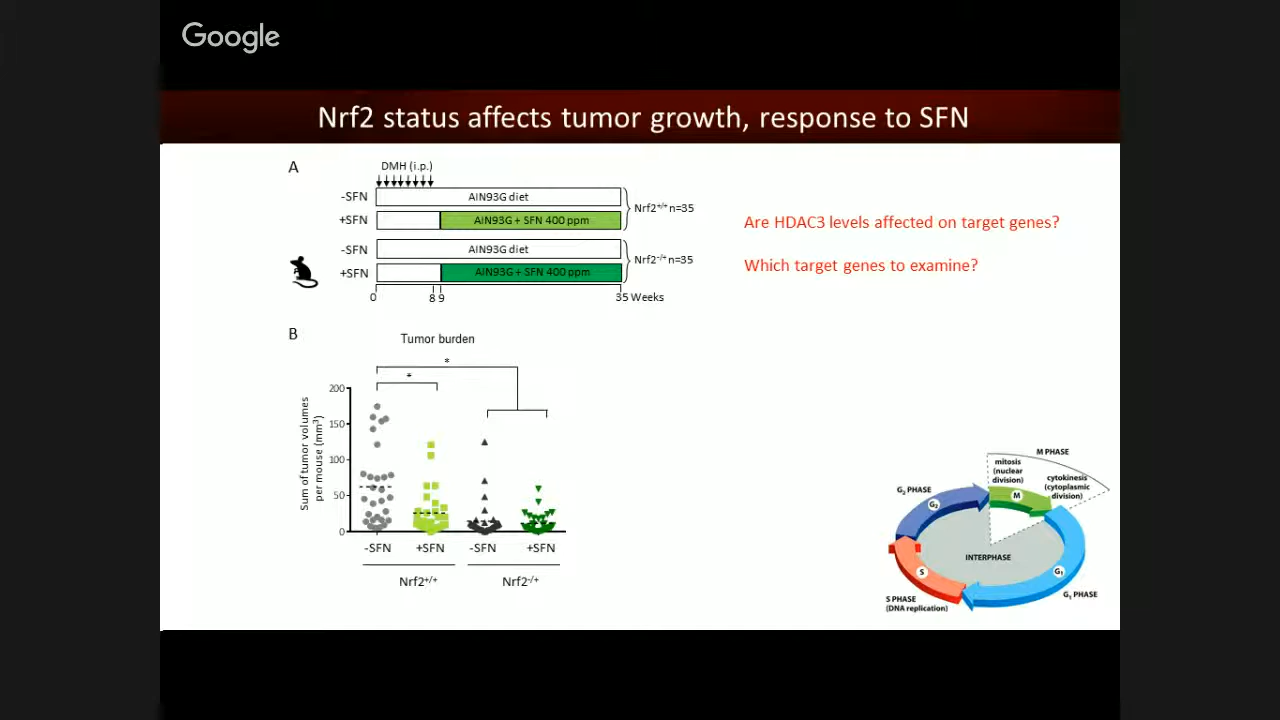 Google
Nrf2 status affects tumor growth, response to SFN
A
DMH (i.p.)
-SFN
AIN93G diet
+SFN
AIN93G + SFN 400 ppm
Nrf2+/+ n=35
-SFN
AIN93G diet
+SFN
AIN93G + SFN 400 ppm
Nrf2-/+ n=35
0
8 9
35 Weeks
Are HDAC3 levels affected on target genes?
Which target genes to examine?
B
Tumor burden
*
*
Sum of tumor volumes
per mouse (mm³)
200
150
100
50
0
-SFN
+SFN
-SFN
+SFN
Nrf2+/+
Nrf2-/+
M PHASE
mitosis
(nuclear
division)
cytokinesis
(cytoplasmic
division)
G₂ PHASE
G₂
M
INTERPHASE
S
G₁
S PHASE
(DNA replication)
G₁ PHASE